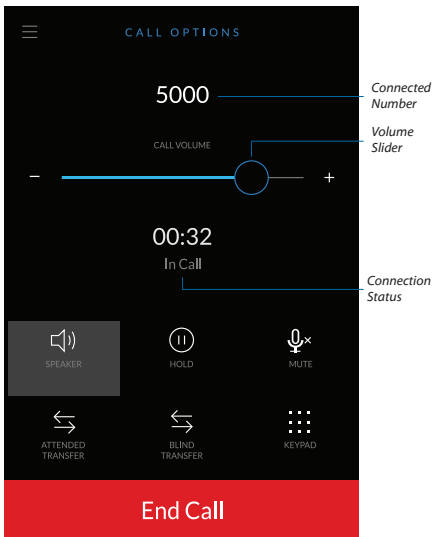 CALL OPTIONS
5000
Connected
Number
Volume
Slider
CALL VOLUME
- +
00:32
In Call
Connection
Status
SPEAKER HOLD MUTE
ATTENDED
TRANSFER
BLIND
TRANSFER
KEYPAD
End Call